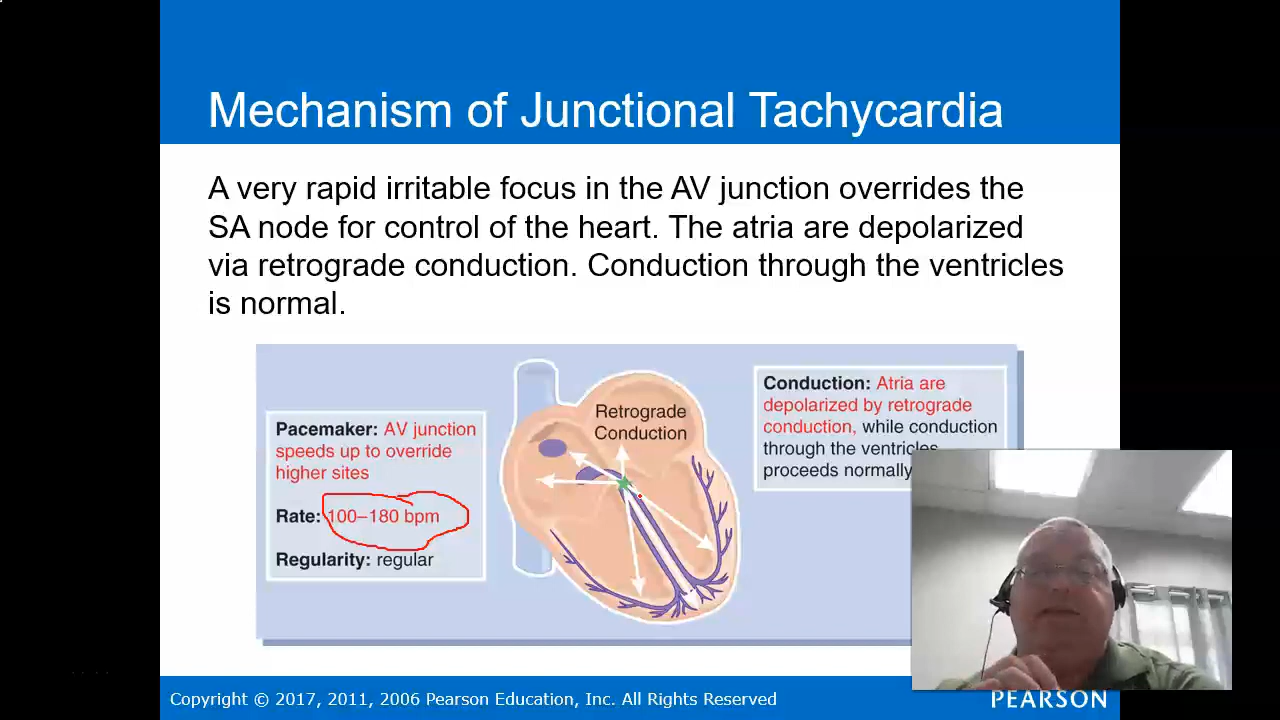 Mechanism of Junctional Tachycardia
A very rapid irritable focus in the AV junction overrides the
SA node for control of the heart. The atria are depolarized
via retrograde conduction. Conduction through the ventricles
is normal.
Pacemaker: AV junction
speeds up to override
higher sites
Rate: 100–180 bpm
Regularity: regular
Retrograde
Conduction
Conduction: Atria are
depolarized by retrograde
conduction, while conduction
through the ventricles
proceeds normally
Copyright © 2017, 2011, 2006 Pearson Education, Inc. All Rights Reserved
PEARSON